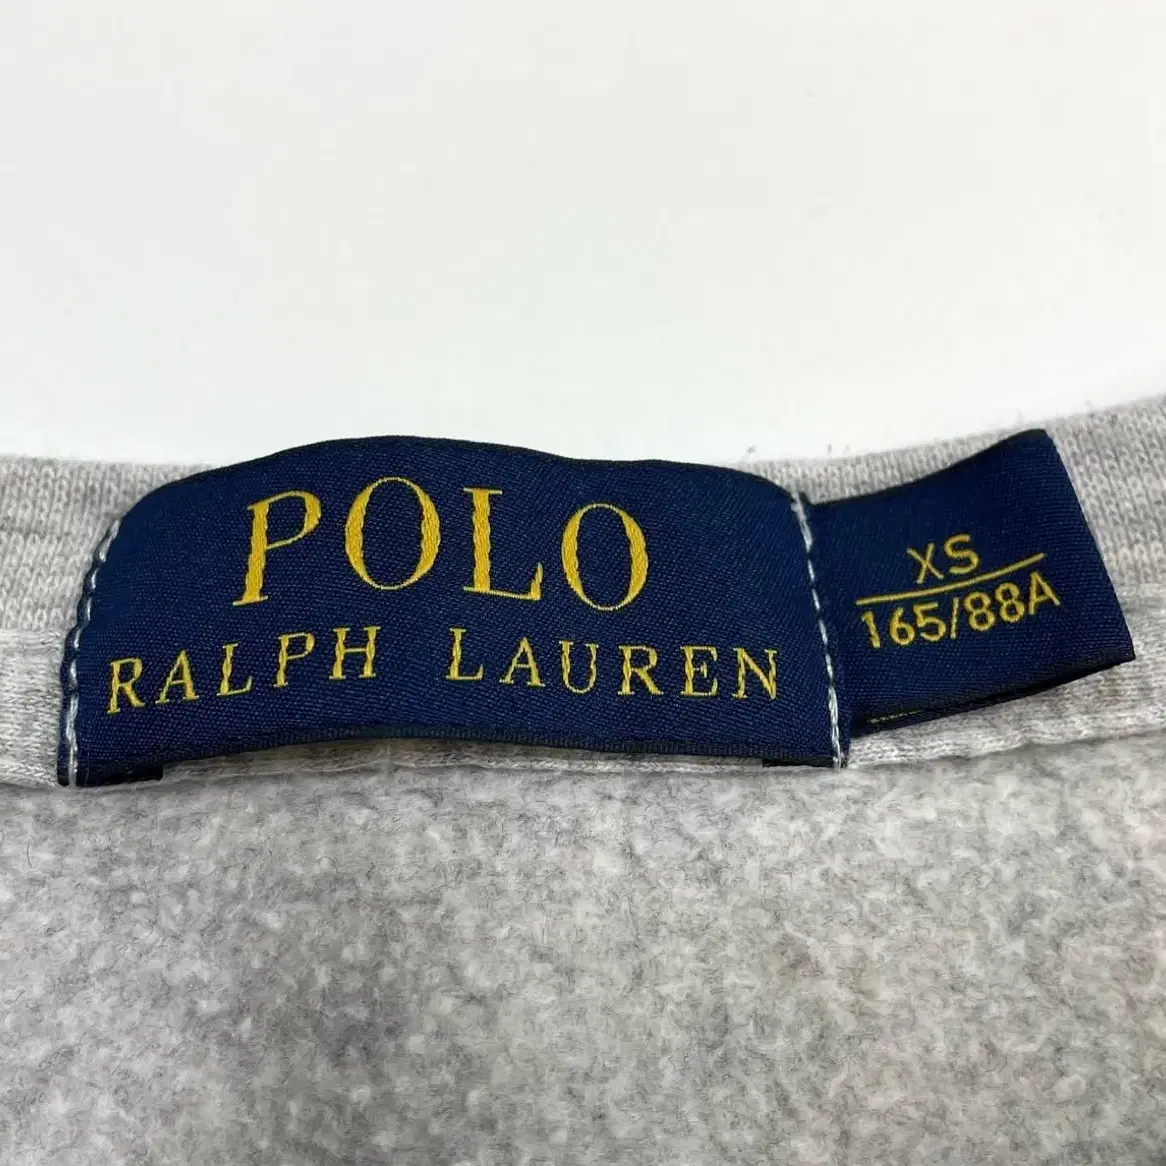 POLO
RALPH LAUREN
XS
165/88A